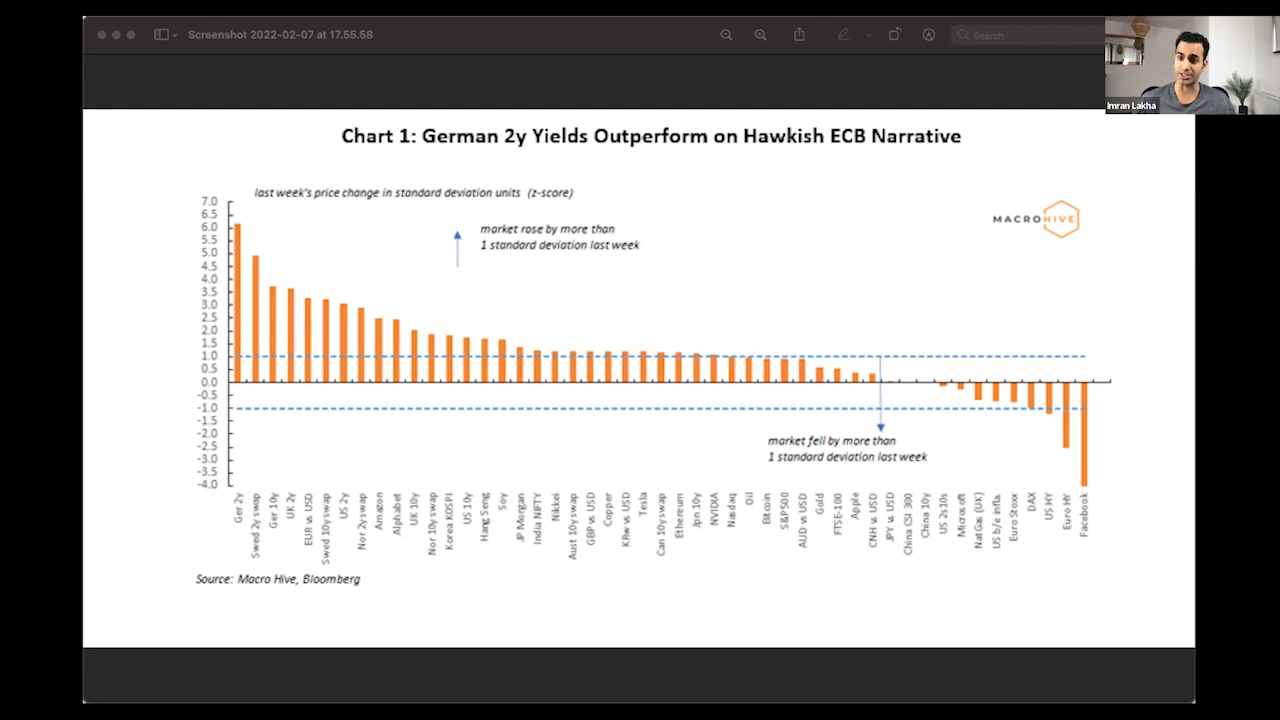 Screenshot 2022-02-07 at 17.55.58
Search
Imran Lakha
Chart 1: German 2y Yields Outperform on Hawkish ECB Narrative
last week's price change in standard deviation units (z-score)
MACROHIVE
market rose by more than
1 standard deviation last week
7.0
6.5
6.0
5.5
5.0
4.5
4.0
3.5
3.0
2.5
2.0
1.5
1.0
0.5
0.0
-0.5
-1.0
-1.5
-2.0
-2.5
-3.0
-3.5
-4.0
market fell by more than
1 standard deviation last week
Ger 2y
Swed 2y swap
Ger 10y
UK 2y
EUR vs USD
Swed 10y swap
US 2y
Nor 2y swap
Amazon
Alphabet
UK 10y
Nor 10y swap
Korea KOSPI
US 10y
Hang Seng
Soy
JP Morgan
India NIFTY
Nikkei
Aust 10y swap
GBP vs USD
Copper
KRW vs USD
Tesla
Can 10y swap
Ethereum
Jpn 10y
NVIDIA
Nasdaq
Oil
Bitcoin
S&P500
AUD vs USD
Gold
FTSE-100
Apple
CNH vs USD
JPY vs USD
China CSI 300
China 10y
US 2s10s
Microsoft
NatGas (UK)
US b/e infla.
Euro Stoxx
DAX
US HY
Euro HY
Facebook
Source: Macro Hive, Bloomberg